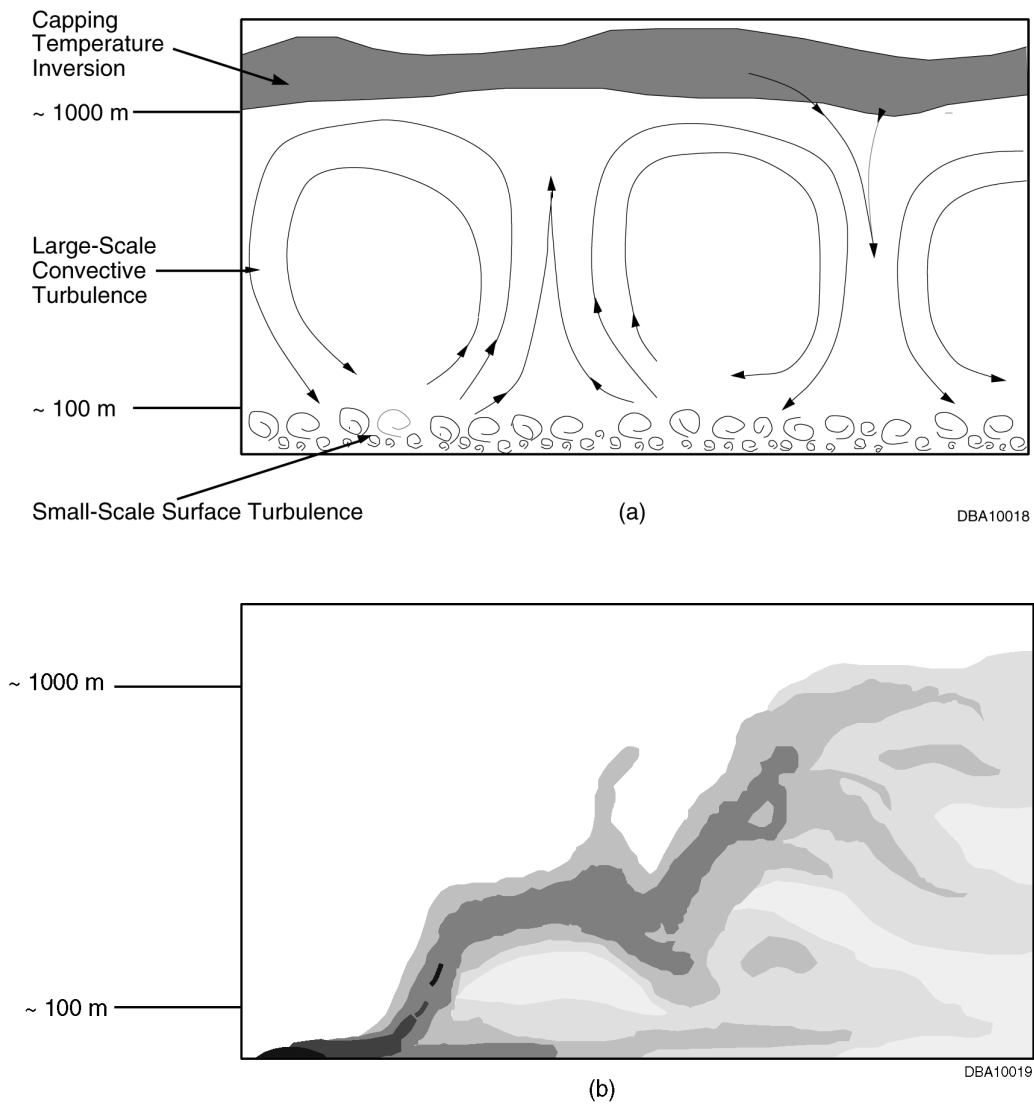 Capping
Temperature
Inversion
~ 1000 m
Large-Scale
Convective
Turbulence
~ 100 m
Small-Scale Surface Turbulence
(a)
DBA10018
~ 1000 m
~ 100 m
DBA10019
(b)